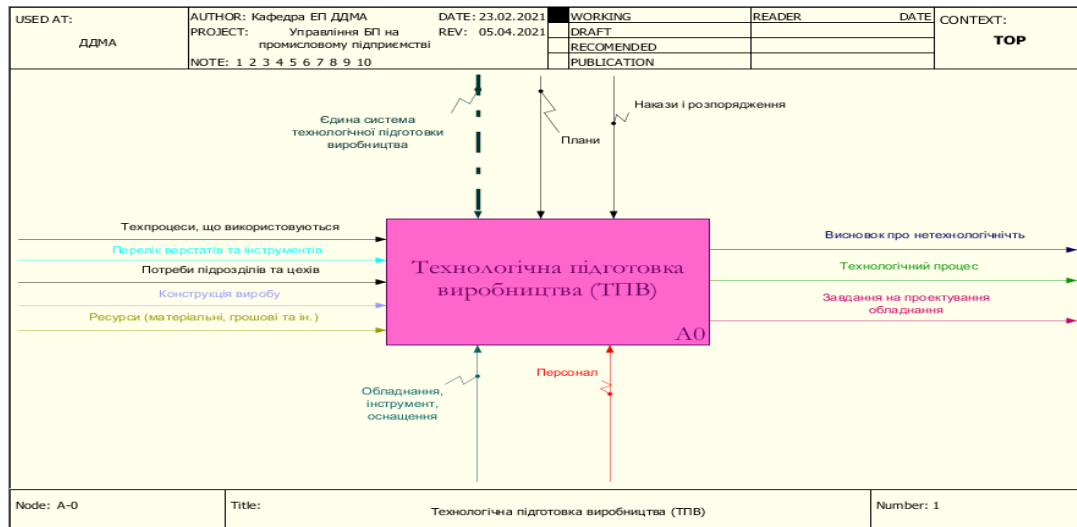 USED AT:
ДДМА
AUTHOR: Кафедра ЕП ДДМА
DATE: 23.02.2021
PROJECT: Управління БП на
промисловому підприємстві
REV: 05.04.2021
NOTE: 1 2 3 4 5 6 7 8 9 10
WORKING
DRAFT
RECOMENDED
PUBLICATION
READER
DATE
CONTEXT:
TOP
Єдина система
технологічної підготовки
виробництва
Плани
Накази і розпорядження
Техпроцеси, що використовуються
Перелік верстатів та інструментів
Потреби підрозділів та цехів
Конструкція виробу
Ресурси (матеріальні, грошові та ін.)
Технологічна підготовка
виробництва (ТПВ)
A0
Висновок про нетехнологічніть
Технологічний процес
Завдання на проектування
обладнання
Обладнання,
інструмент,
оснащення
Персонал
Node: A-0
Title:
Технологічна підготовка виробництва (ТПВ)
Number: 1